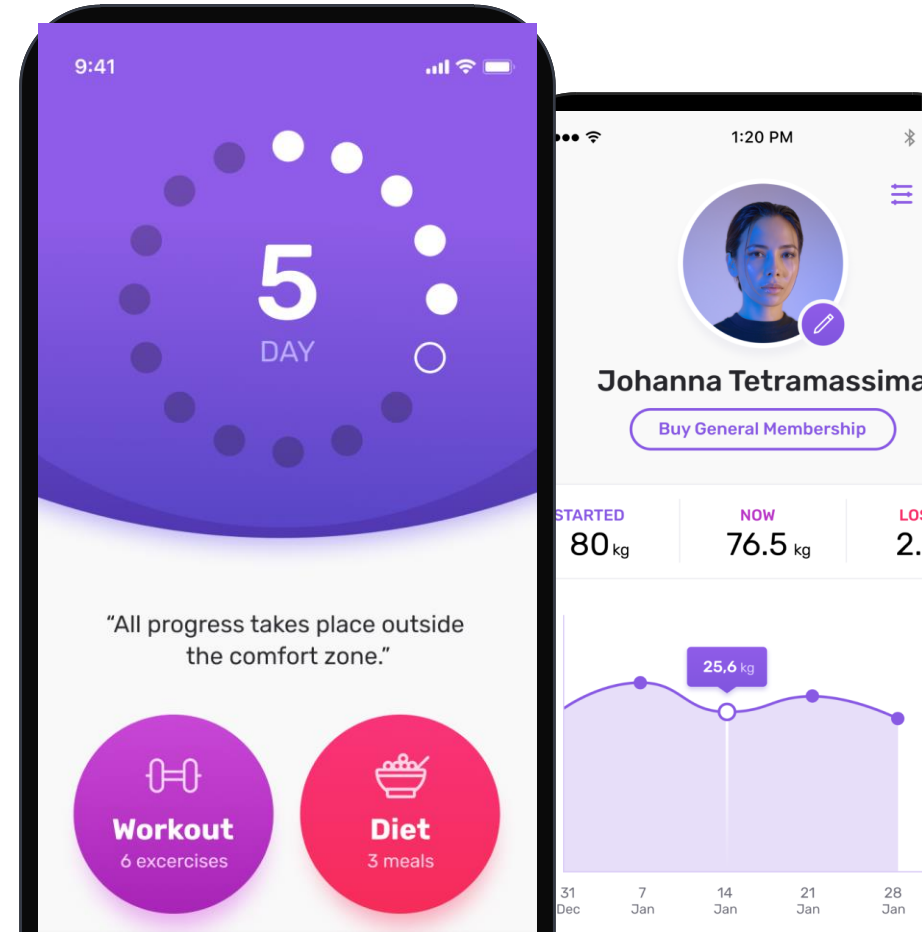 9:41
5
DAY
“All progress takes place outside
the comfort zone.”
Workout
6 excercises
Diet
3 meals
1:20 PM
Johanna Tetramassima
Buy General Membership
STARTED
80 kg
NOW
76.5 kg
2.
25,6 kg
31 7 14 21 28
Dec Jan Jan Jan Jan